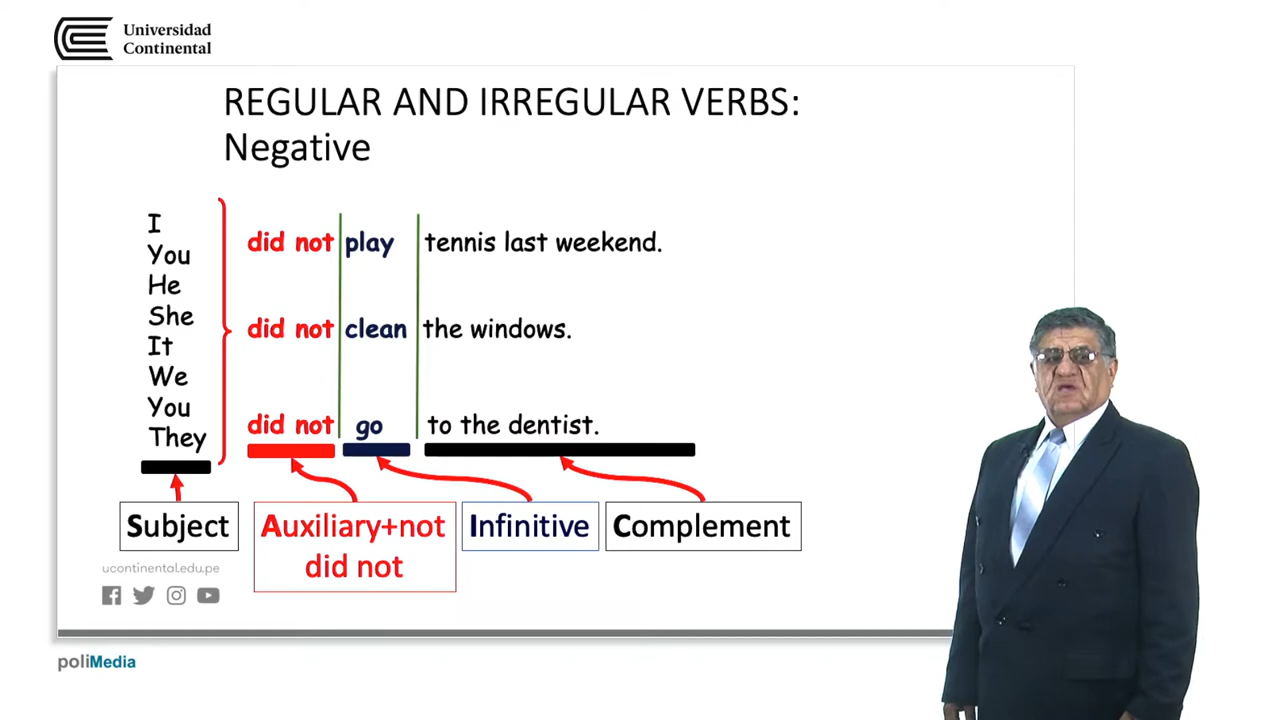 Universidad
Continental
REGULAR AND IRREGULAR VERBS:
Negative
I
You
He
She
It
We
You
They
did not play tennis last weekend.
did not clean the windows.
did not go to the dentist.
Subject
Auxiliary+not
did not
Infinitive
Complement
ucontinental.edu.pe
poliMedia